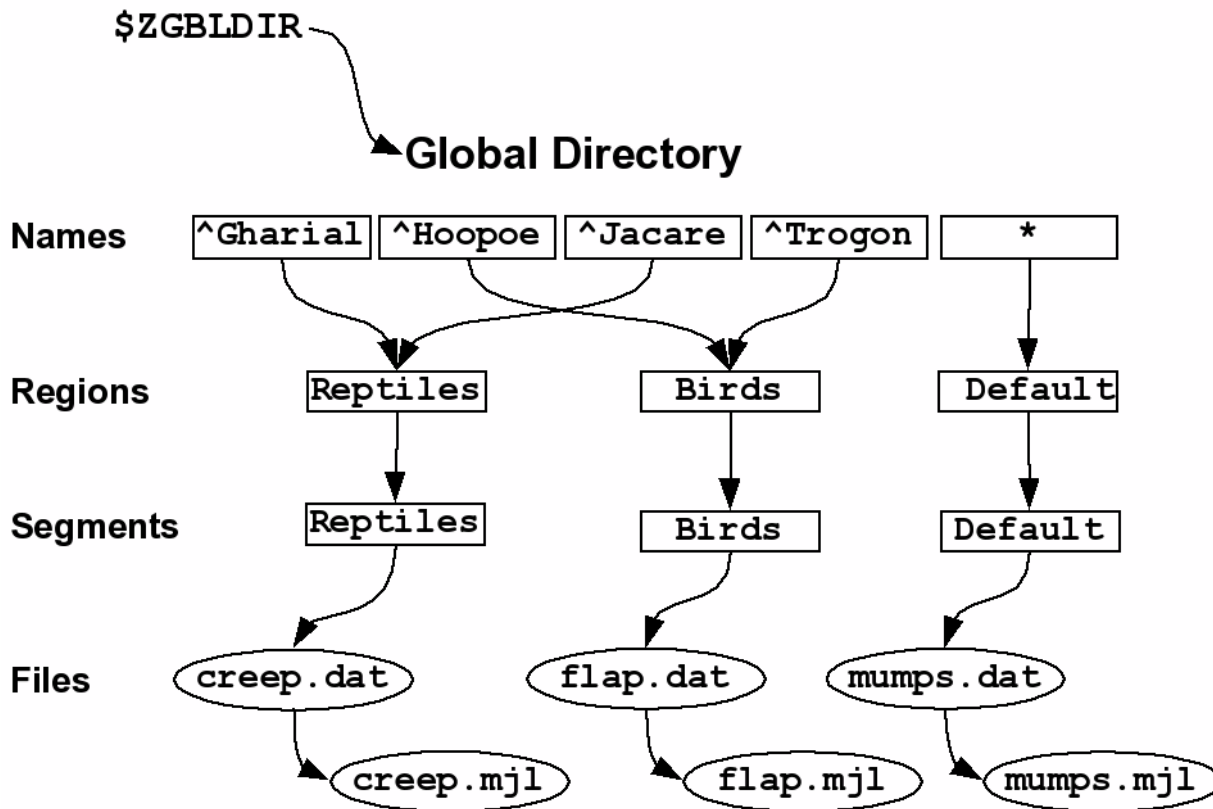 $ZGBLDIR
Global Directory
Names ^Gharial ^Hoopoe ^Jacare ^Trogon *
Regions Reptiles Birds Default
Segments Reptiles Birds Default
Files creep.dat flap.dat mumps.dat
creep.mjl flap.mjl mumps.mjl